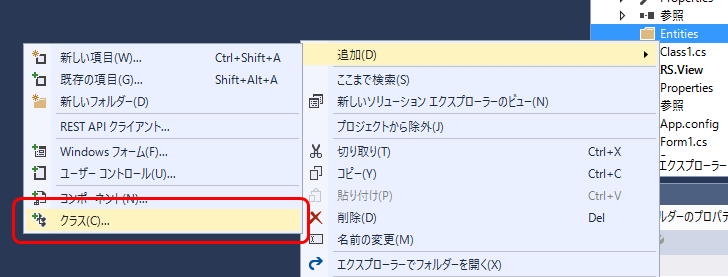 新しい項目(W)... Ctrl+Shift+A
既存の項目(G)... Shift+Alt+A
新しいフォルダー(D)
REST API クライアント...
Windows フォーム(F)...
ユーザー コントロール(U)...
コンポーネント(N)...
クラス(C)...
追加(D)
ここまで検索(S)
新しいソリューション エクスプローラーのビュー(N)
プロジェクトから除外(J)
切り取り(T) Ctrl+X
コピー(Y) Ctrl+C
貼り付け(P) Ctrl+V
削除(D) Del
名前の変更(M)
エクスプローラーでフォルダーを開く(X)
Properties
参照
Entities
Class1.cs
RS.View
Properties
参照
App.config
Form1.cs
エクスプローラー
ルダーのプロパテ